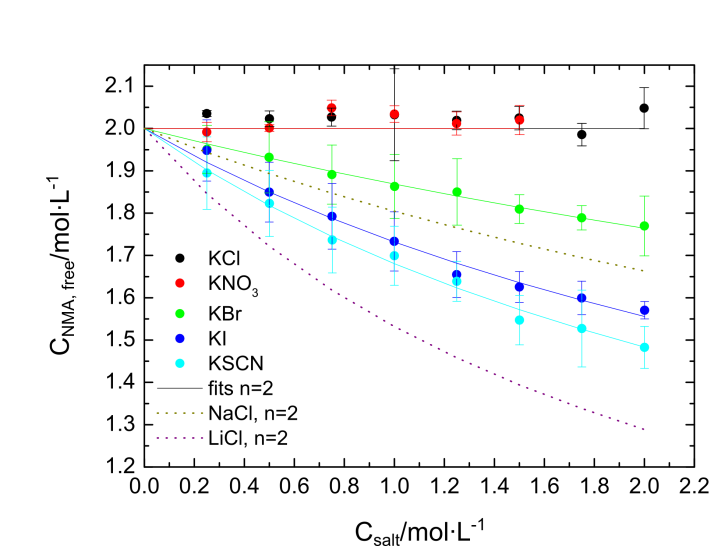 2.1
2.0
1.9
1.8
1.7
1.6
1.5
1.4
1.3
1.2
C_NMA, free/mol·L⁻¹
KCl
KNO₃
KBr
KI
KSCN
fits n=2
NaCl, n=2
LiCl, n=2
0.0 0.2 0.4 0.6 0.8 1.0 1.2 1.4 1.6 1.8 2.0 2.2
C_salt/mol·L⁻¹